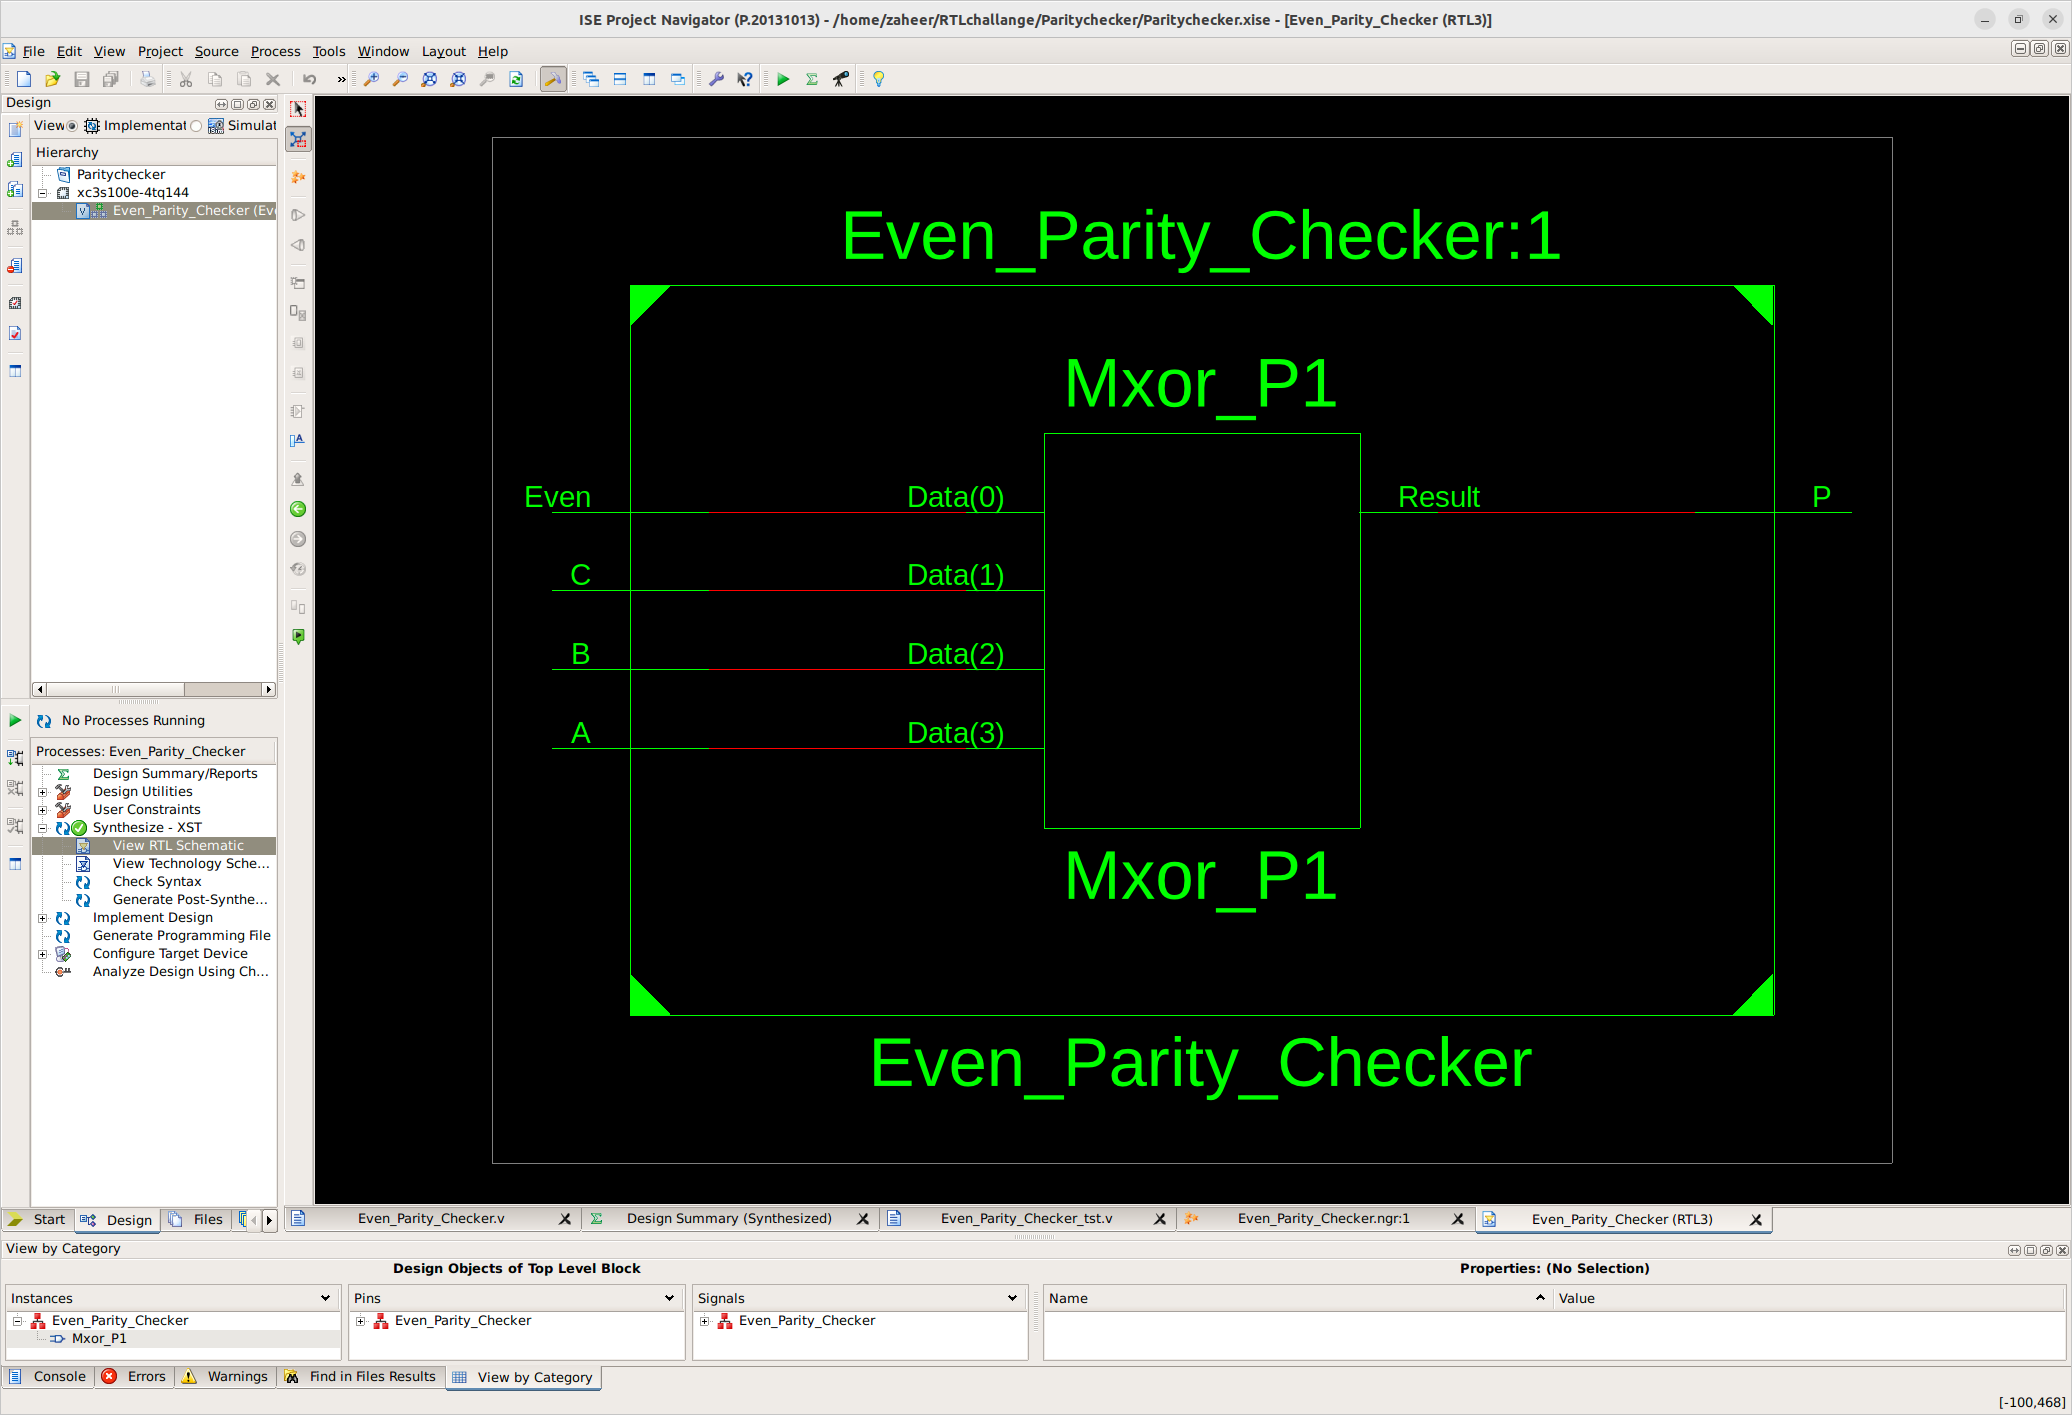 ISE Project Navigator (P.20131013) - /home/zaheer/RTLchallange/Paritychecker/Paritychecker.xise - [Even_Parity_Checker (RTL3)]
File Edit View Project Source Process Tools Window Layout Help
»
Design
View Implementat Simulat
Hierarchy
Paritychecker
xc3s100e-4tq144
Even_Parity_Checker (Ev
No Processes Running
Processes: Even_Parity_Checker
Design Summary/Reports
Design Utilities
User Constraints
Synthesize - XST
View RTL Schematic
View Technology Sche...
Check Syntax
Generate Post-Synthe...
Implement Design
Generate Programming File
Configure Target Device
Analyze Design Using Ch...
Start Design Files
Even_Parity_Checker:1
Mxor_P1
Even Data(0) Result P
C Data(1)
B Data(2)
A Data(3)
Mxor_P1
Even_Parity_Checker
Even_Parity_Checker.v Design Summary (Synthesized) Even_Parity_Checker_tst.v Even_Parity_Checker.ngr:1 Even_Parity_Checker (RTL3)
View by Category
Design Objects of Top Level Block Properties: (No Selection)
Instances Pins Signals Name Value
Even_Parity_Checker Even_Parity_Checker Even_Parity_Checker
Mxor_P1
Console Errors Warnings Find in Files Results View by Category
[-100,468]